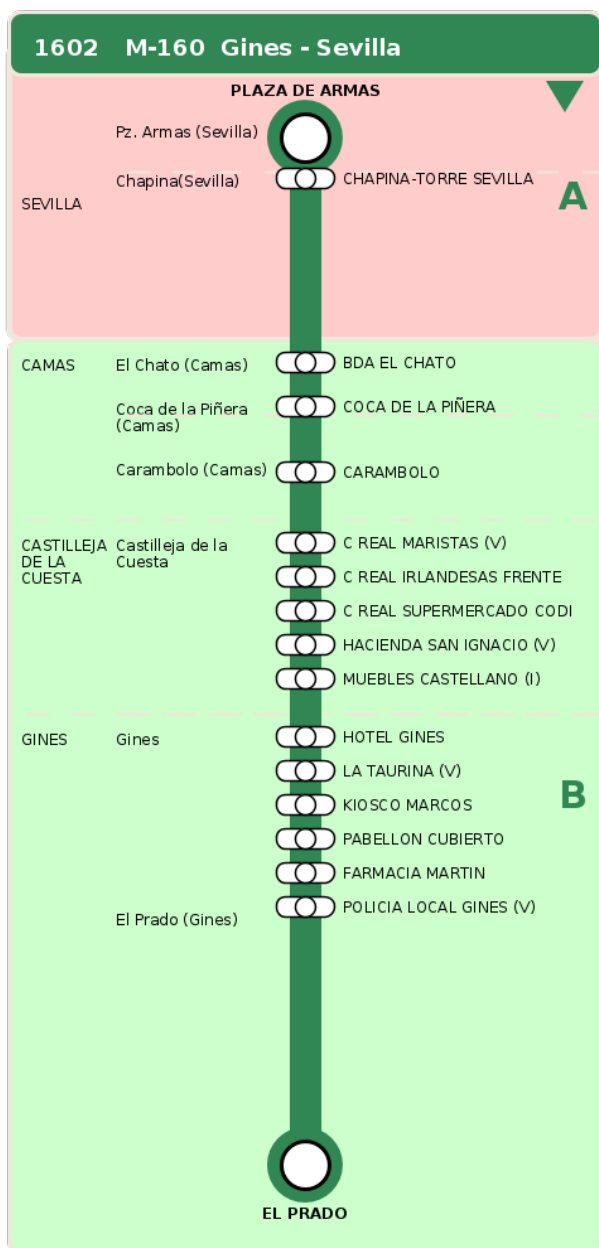 1602 M-160 Gines - Sevilla
PLAZA DE ARMAS
Pz. Armas (Sevilla)
Chapina(Sevilla)
CHAPINA-TORRE SEVILLA
A
SEVILLA
CAMAS
El Chato (Camas)
BDA EL CHATO
Coca de la Piñera
(Camas)
COCA DE LA PIÑERA
Carambolo (Camas)
CARAMBOLO
CASTILLEJA
DE LA
CUESTA
Castilleja de la
Cuesta
C REAL MARISTAS (V)
C REAL IRLANDESAS FRENTE
C REAL SUPERMERCADO CODI
HACIENDA SAN IGNACIO (V)
MUEBLES CASTELLANO (I)
GINES
Gines
HOTEL GINES
LA TAURINA (V)
KIOSCO MARCOS
B
PABELLON CUBIERTO
FARMACIA MARTIN
POLICIA LOCAL GINES (V)
El Prado (Gines)
EL PRADO